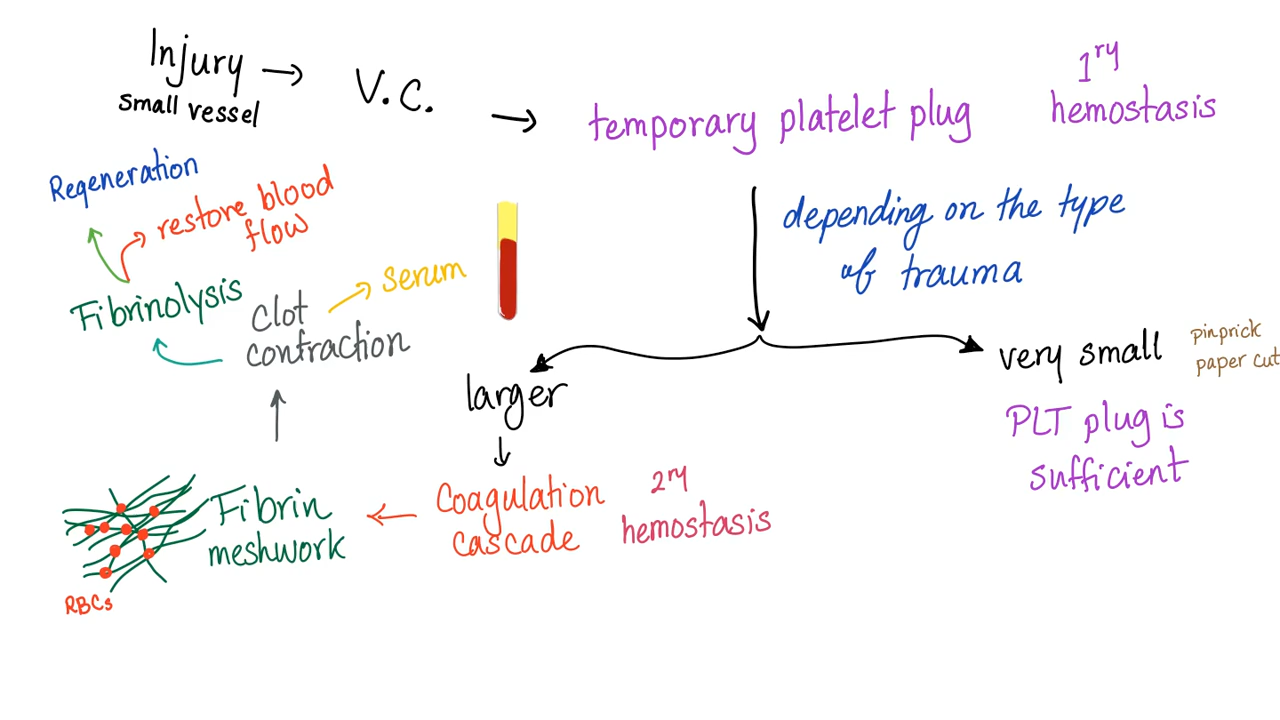 Injury
small vessel
V.C.
temporary platelet plug
1ry
hemostasis
depending on the type
of trauma
very small
pinprick
paper cut
PLT plug is
sufficient
larger
Coagulation
cascade
2ry
hemostasis
Fibrin
meshwork
RBCs
Clot
contraction
serum
Fibrinolysis
restore blood
flow
Regeneration